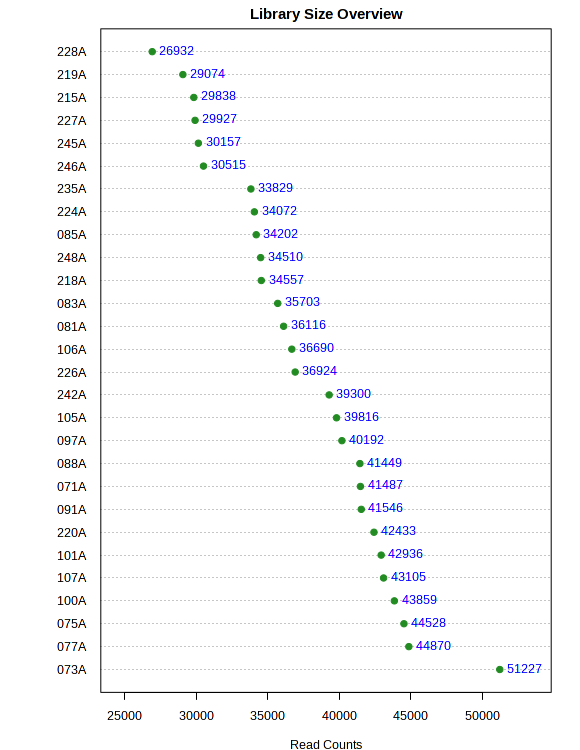 Library Size Overview
228A 26932
219A 29074
215A 29838
227A 29927
245A 30157
246A 30515
235A 33829
224A 34072
085A 34202
248A 34510
218A 34557
083A 35703
081A 36116
106A 36690
226A 36924
242A 39300
105A 39816
097A 40192
088A 41449
071A 41487
091A 41546
220A 42433
101A 42936
107A 43105
100A 43859
075A 44528
077A 44870
073A 51227
25000 30000 35000 40000 45000 50000
Read Counts